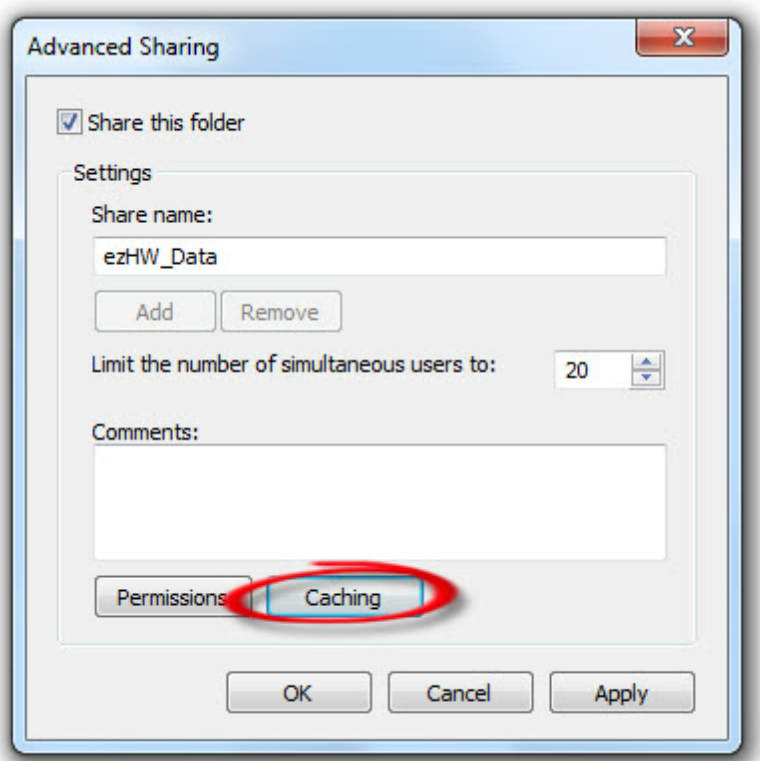 Advanced Sharing
Share this folder
Settings
Share name:
ezHW_Data
Add Remove
Limit the number of simultaneous users to: 20
Comments:
Permissions Caching
OK Cancel Apply